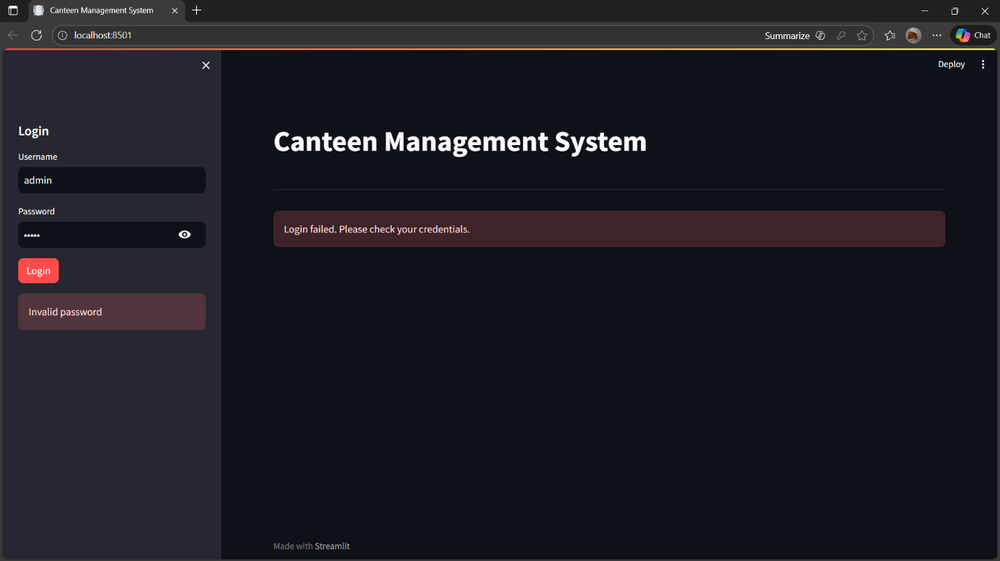 Canteen Management System
localhost:8501
Summarize
Chat
Deploy
Login
Username
admin
Password
•••••
Login
Invalid password
Canteen Management System
Login failed. Please check your credentials.
Made with Streamlit